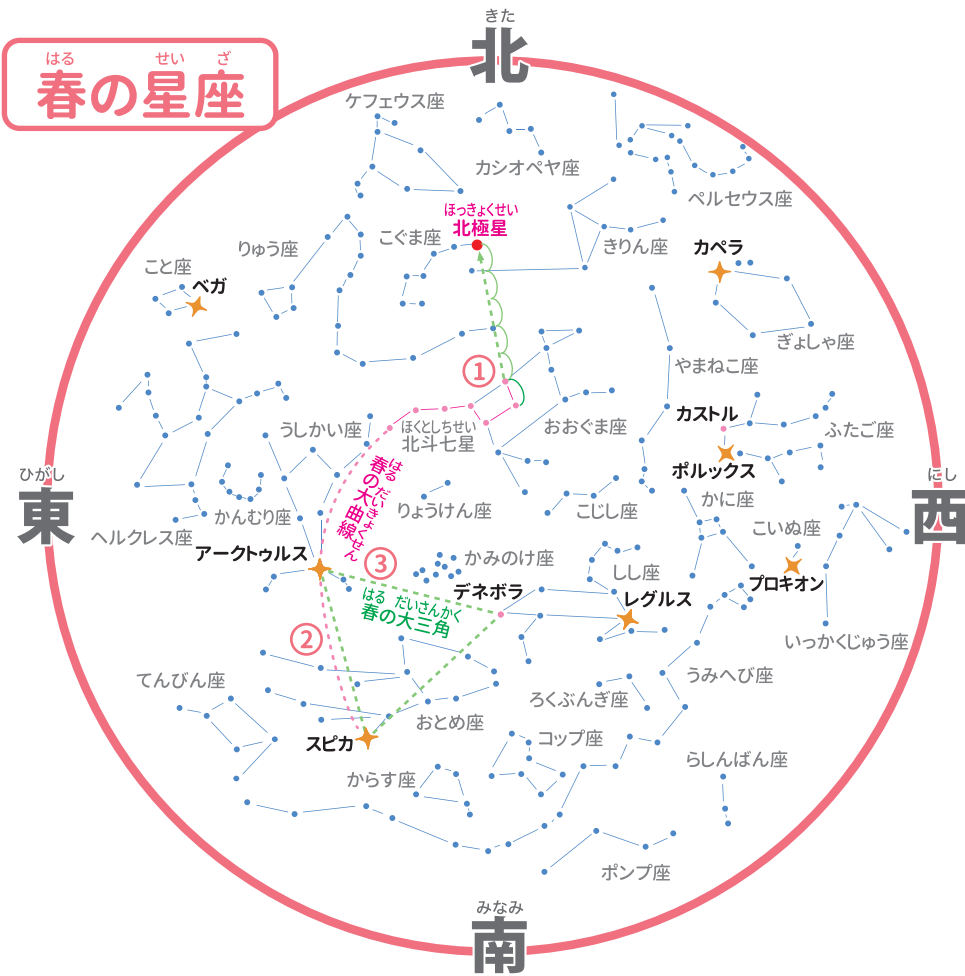 はる せい ざ
春の星座
きた
北
ケフェウス座
カシオペヤ座
ペルセウス座
ほっきょくせい
北極星
こぐま座
りゅう座
きりん座
カペラ
こと座
ベガ
ぎょしゃ座
やまねこ座
①
カストル
ほくとしちせい
北斗七星
おおぐま座
ふたご座
うしかい座
ポルックス
はる だいきょくせん
春の大曲線
ひがし
東
にし
西
かに座
りょうけん座
こじし座
かんむり座
こいぬ座
ヘルクレス座
アークトゥルス
③
かみのけ座
しし座
プロキオン
デネボラ
レグルス
はる だいさんかく
春の大三角
②
いっかくじゅう座
うみへび座
てんびん座
ろくぶんぎ座
おとめ座
スピカ
コップ座
からす座
らしんばん座
ポンプ座
みなみ
南